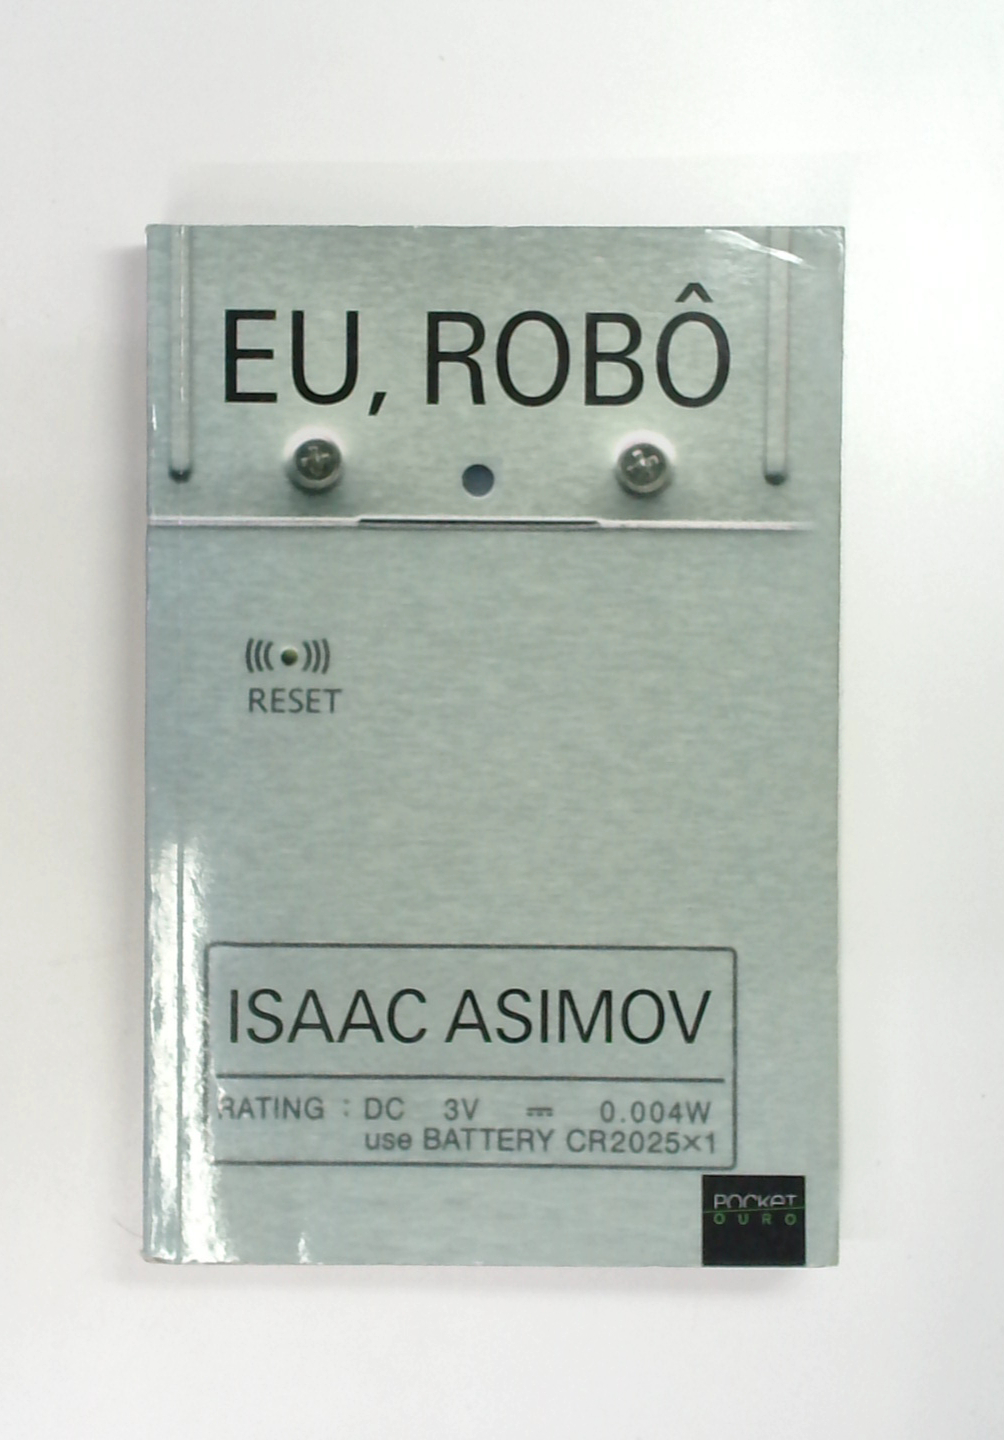 EU, ROBÔ
((( • )))
RESET
ISAAC ASIMOV
RATING : DC 3V ⎓ 0.004W
use BATTERY CR2025×1
POCKET
OURO